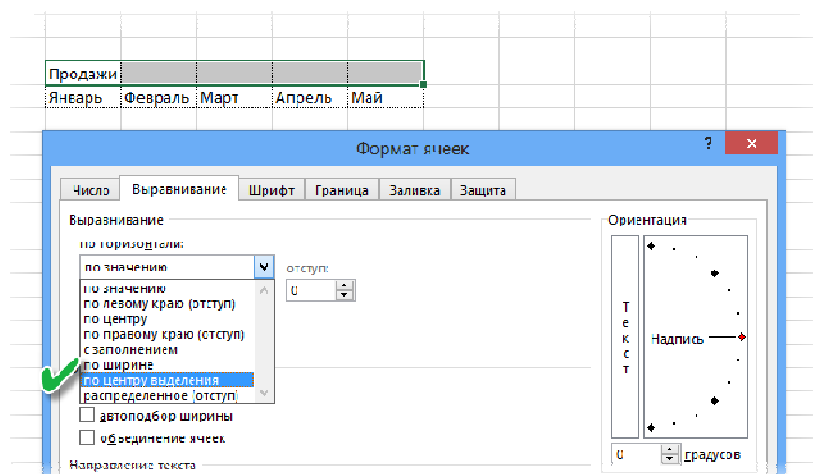 Продажи
Январь Февраль Март Апрель Май
Формат ячеек
? ×
Число Выравнивание Шрифт Граница Заливка Защита
Выравнивание
по горизонтали:
по значению
отступ:
0
по значению
по левому краю (отступ)
по центру
по правому краю (отступ)
с заполнением
по ширине
по центру выделения
распределенное (отступ)
автоподбор ширины
объединение ячеек
Направление текста
Ориентация
Т
е
к
с
т
Надпись
0 градусов